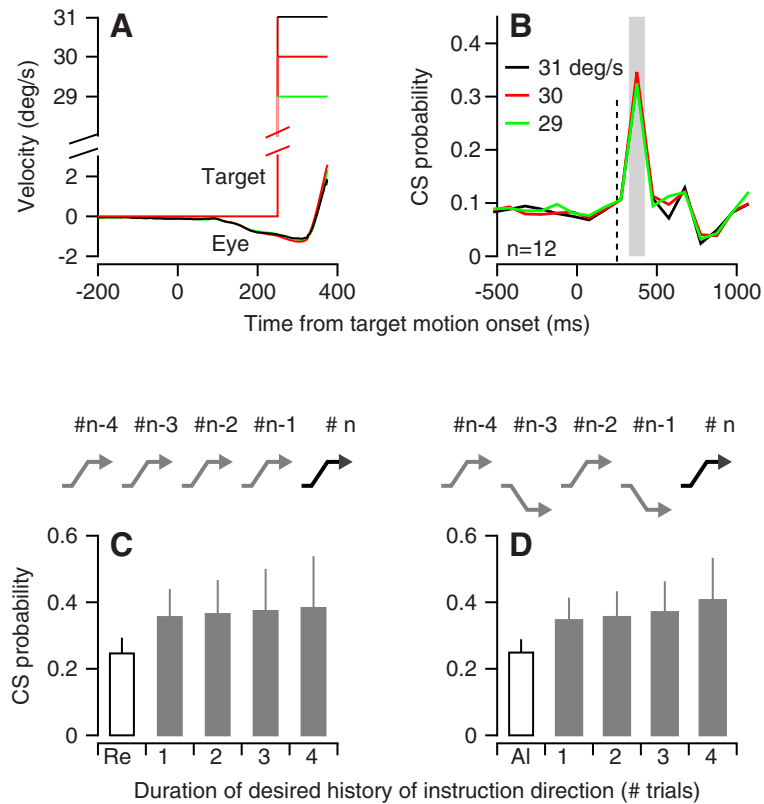 A
Velocity (deg/s)
31
30
29
2
0
-2
Target
Eye
-200
0
200
400
B
CS probability
0.4
0.3
0.2
0.1
0
31 deg/s
30
29
n=12
-500
0
500
1000
Time from target motion onset (ms)
#n-4 #n-3 #n-2 #n-1 # n
#n-4 #n-3 #n-2 #n-1 # n
C
CS probability
0.6
0.4
0.2
0
Re 1 2 3 4
D
0.6
0.4
0.2
0
Al 1 2 3 4
Duration of desired history of instruction direction (# trials)